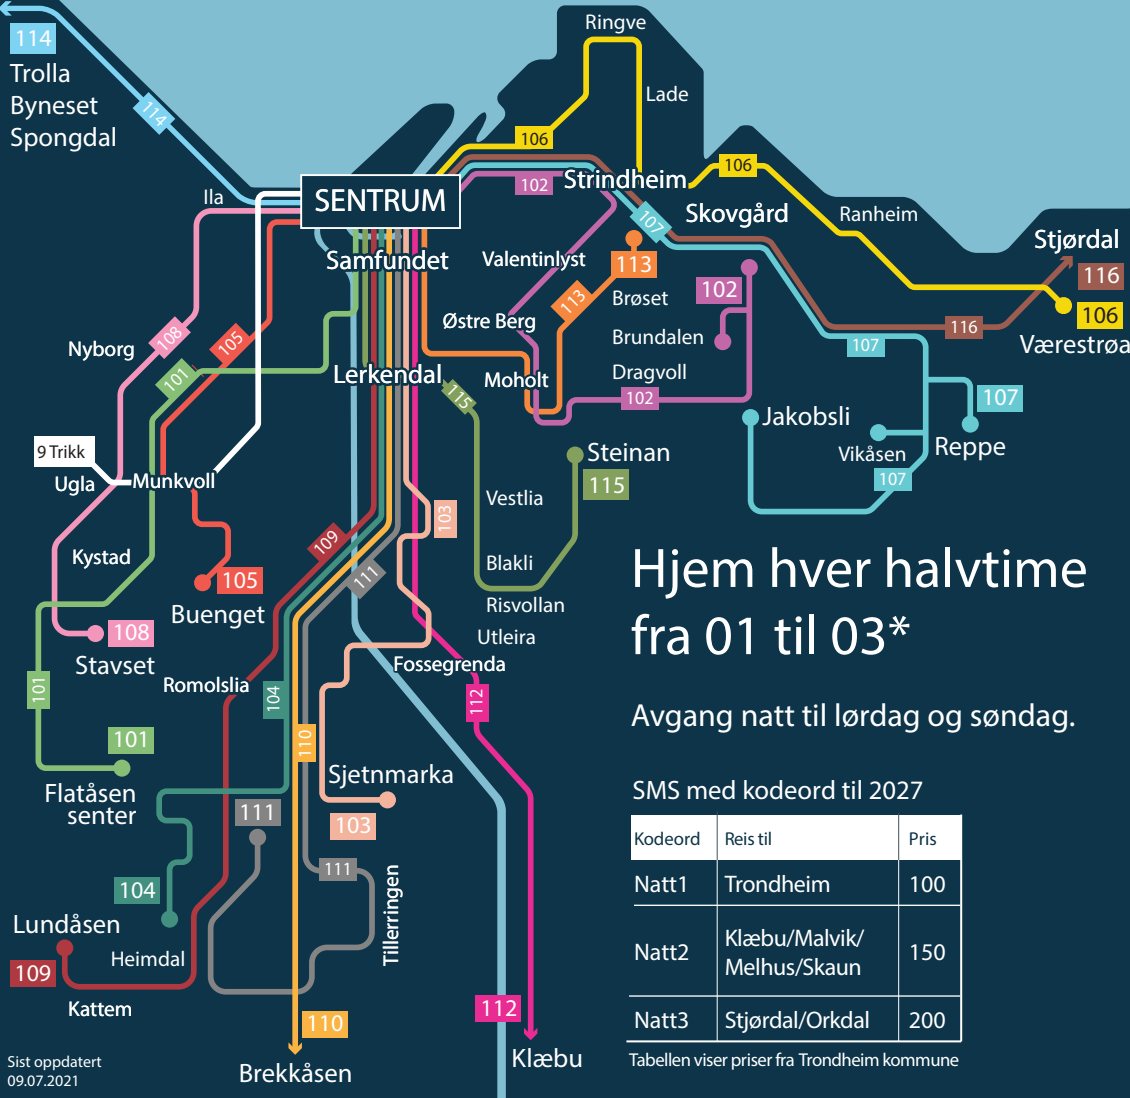 114
Trolla
Byneset
Spongdal
114
Ringve
Lade
106
102
Strindheim
106
107
Skovgård
Ranheim
Ila
SENTRUM
Samfundet
Valentinlyst
113
Brøset
102
Stjørdal
116
106
Værestrøa
108
105
101
Nyborg
113
Østre Berg
Brundalen
116
107
Lerkendal
Moholt
Dragvoll
102
115
107
Jakobsli
Reppe
Vikåsen
107
9 Trikk
Ugla
Munkvoll
Steinan
115
Vestlia
103
109
111
Kystad
Blakli
Risvollan
105
Buenget
108
Stavset
Utleira
Fossegrenda
Romolslia
101
104
112
110
101
Flatåsen
senter
Sjetnmarka
103
111
111
104
Tillerringen
Lundåsen
109
Heimdal
Kattem
112
110
Klæbu
Brekkåsen
Sist oppdatert
09.07.2021
Hjem hver halvtime
fra 01 til 03*
Avgang natt til lørdag og søndag.
SMS med kodeord til 2027
Kodeord Reis til Pris
Natt1 Trondheim 100
Natt2 Klæbu/Malvik/
Melhus/Skaun 150
Natt3 Stjørdal/Orkdal 200
Tabellen viser priser fra Trondheim kommune